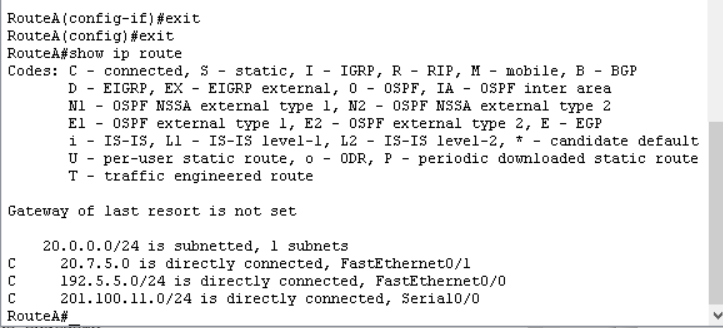 RouteA(config-if)#exit
RouteA(config)#exit
RouteA#show ip route
Codes: C - connected, S - static, I - IGRP, R - RIP, M - mobile, B - BGP
D - EIGRP, EX - EIGRP external, O - OSPF, IA - OSPF inter area
N1 - OSPF NSSA external type 1, N2 - OSPF NSSA external type 2
E1 - OSPF external type 1, E2 - OSPF external type 2, E - EGP
i - IS-IS, L1 - IS-IS level-1, L2 - IS-IS level-2, * - candidate default
U - per-user static route, o - ODR, P - periodic downloaded static route
T - traffic engineered route
Gateway of last resort is not set
20.0.0.0/24 is subnetted, 1 subnets
C 20.7.5.0 is directly connected, FastEthernet0/1
C 192.5.5.0/24 is directly connected, FastEthernet0/0
C 201.100.11.0/24 is directly connected, Serial0/0
RouteA#